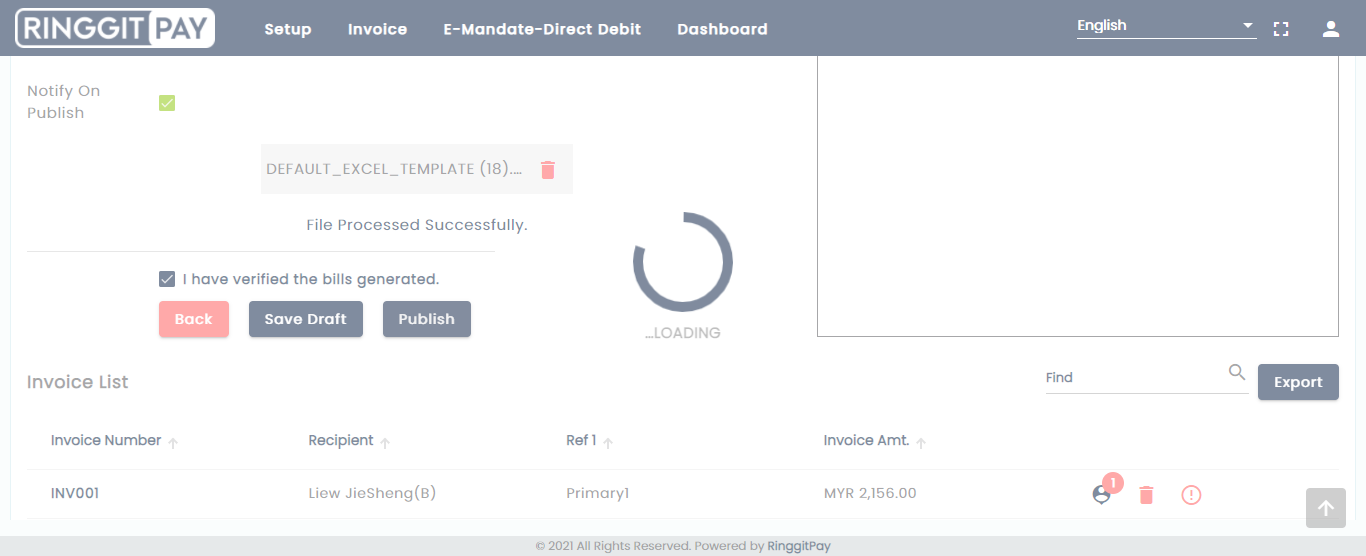 RINGGIT PAY Setup Invoice E-Mandate-Direct Debit Dashboard English
Notify On
Publish
DEFAULT_EXCEL_TEMPLATE (18)....
File Processed Successfully.
I have verified the bills generated.
Back Save Draft Publish
...LOADING
Invoice List Find Export
Invoice Number Recipient Ref 1 Invoice Amt.
INV001 Liew JieSheng(B) Primary1 MYR 2,156.00 1
© 2021 All Rights Reserved. Powered by RinggitPay